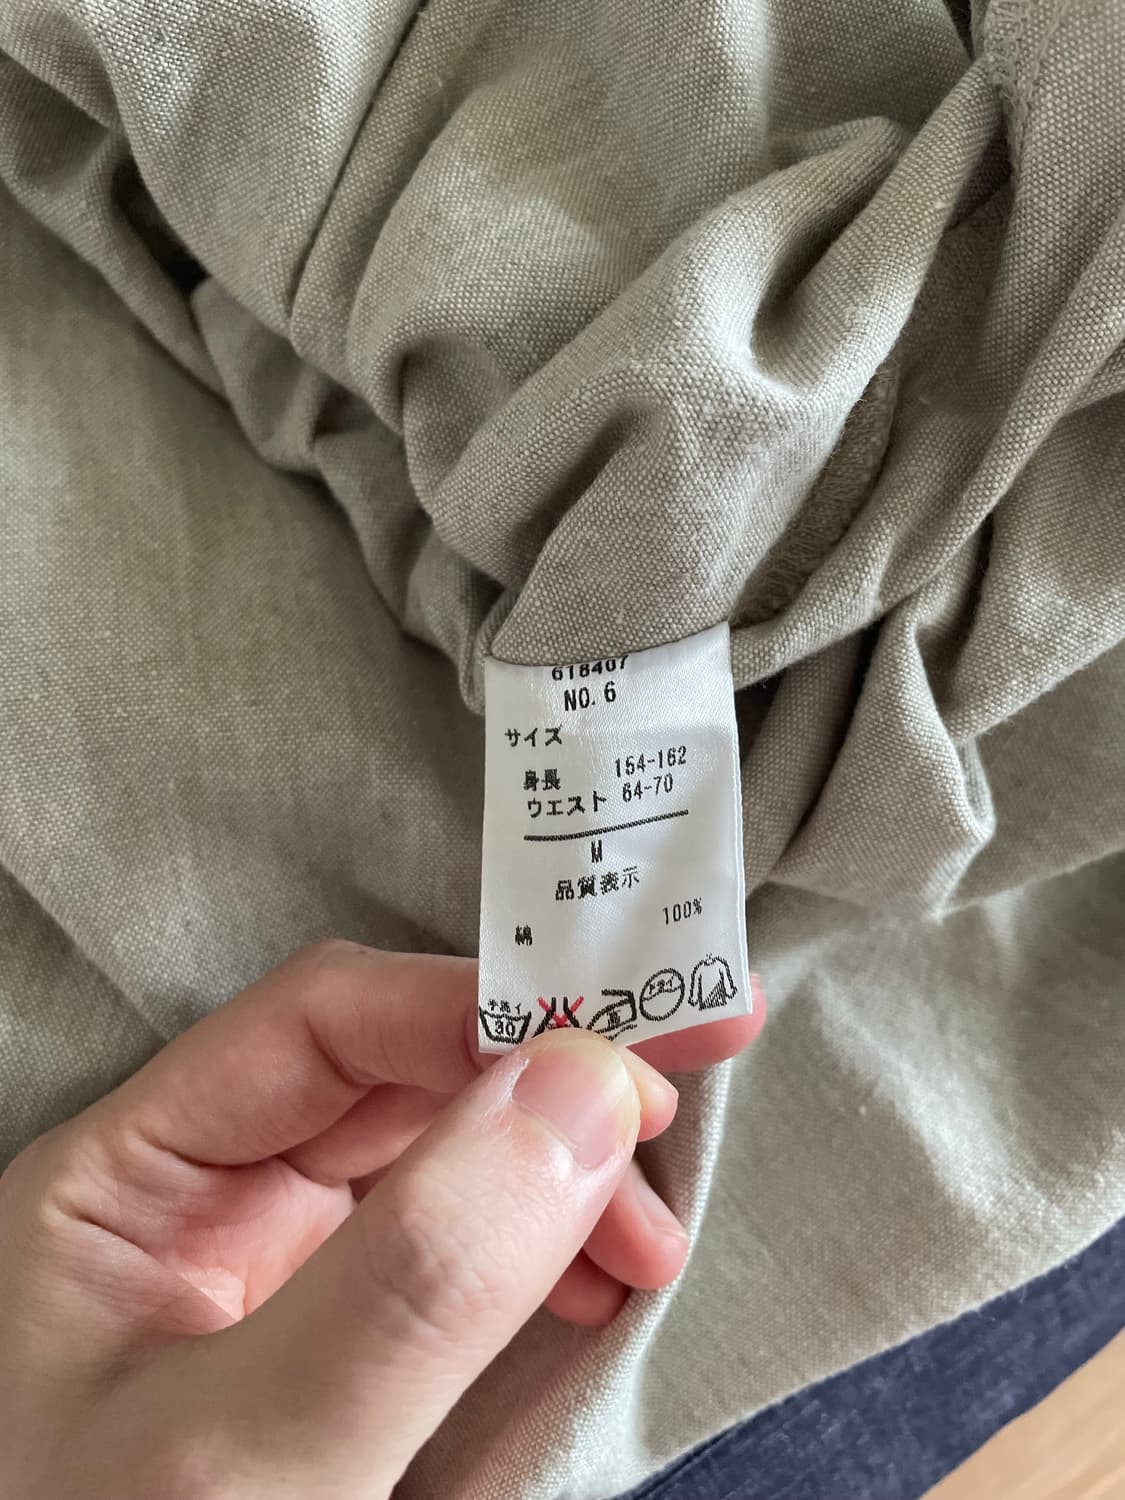 618407
NO. 6
サイズ
身長 154-162
ウエスト 64-70
M
品質表示
綿 100%
手洗イ
30
ドライ